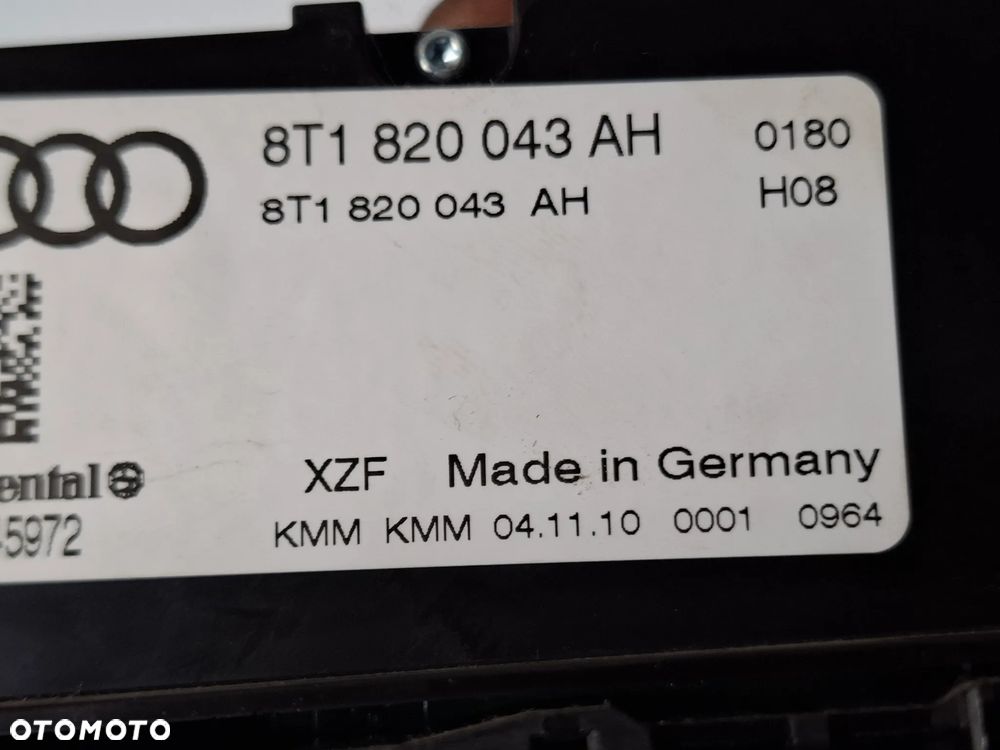 8T1 820 043 AH 0180
8T1 820 043 AH H08
ental
5972
XZF Made in Germany
KMM KMM 04.11.10 0001 0964
OTOMOTO